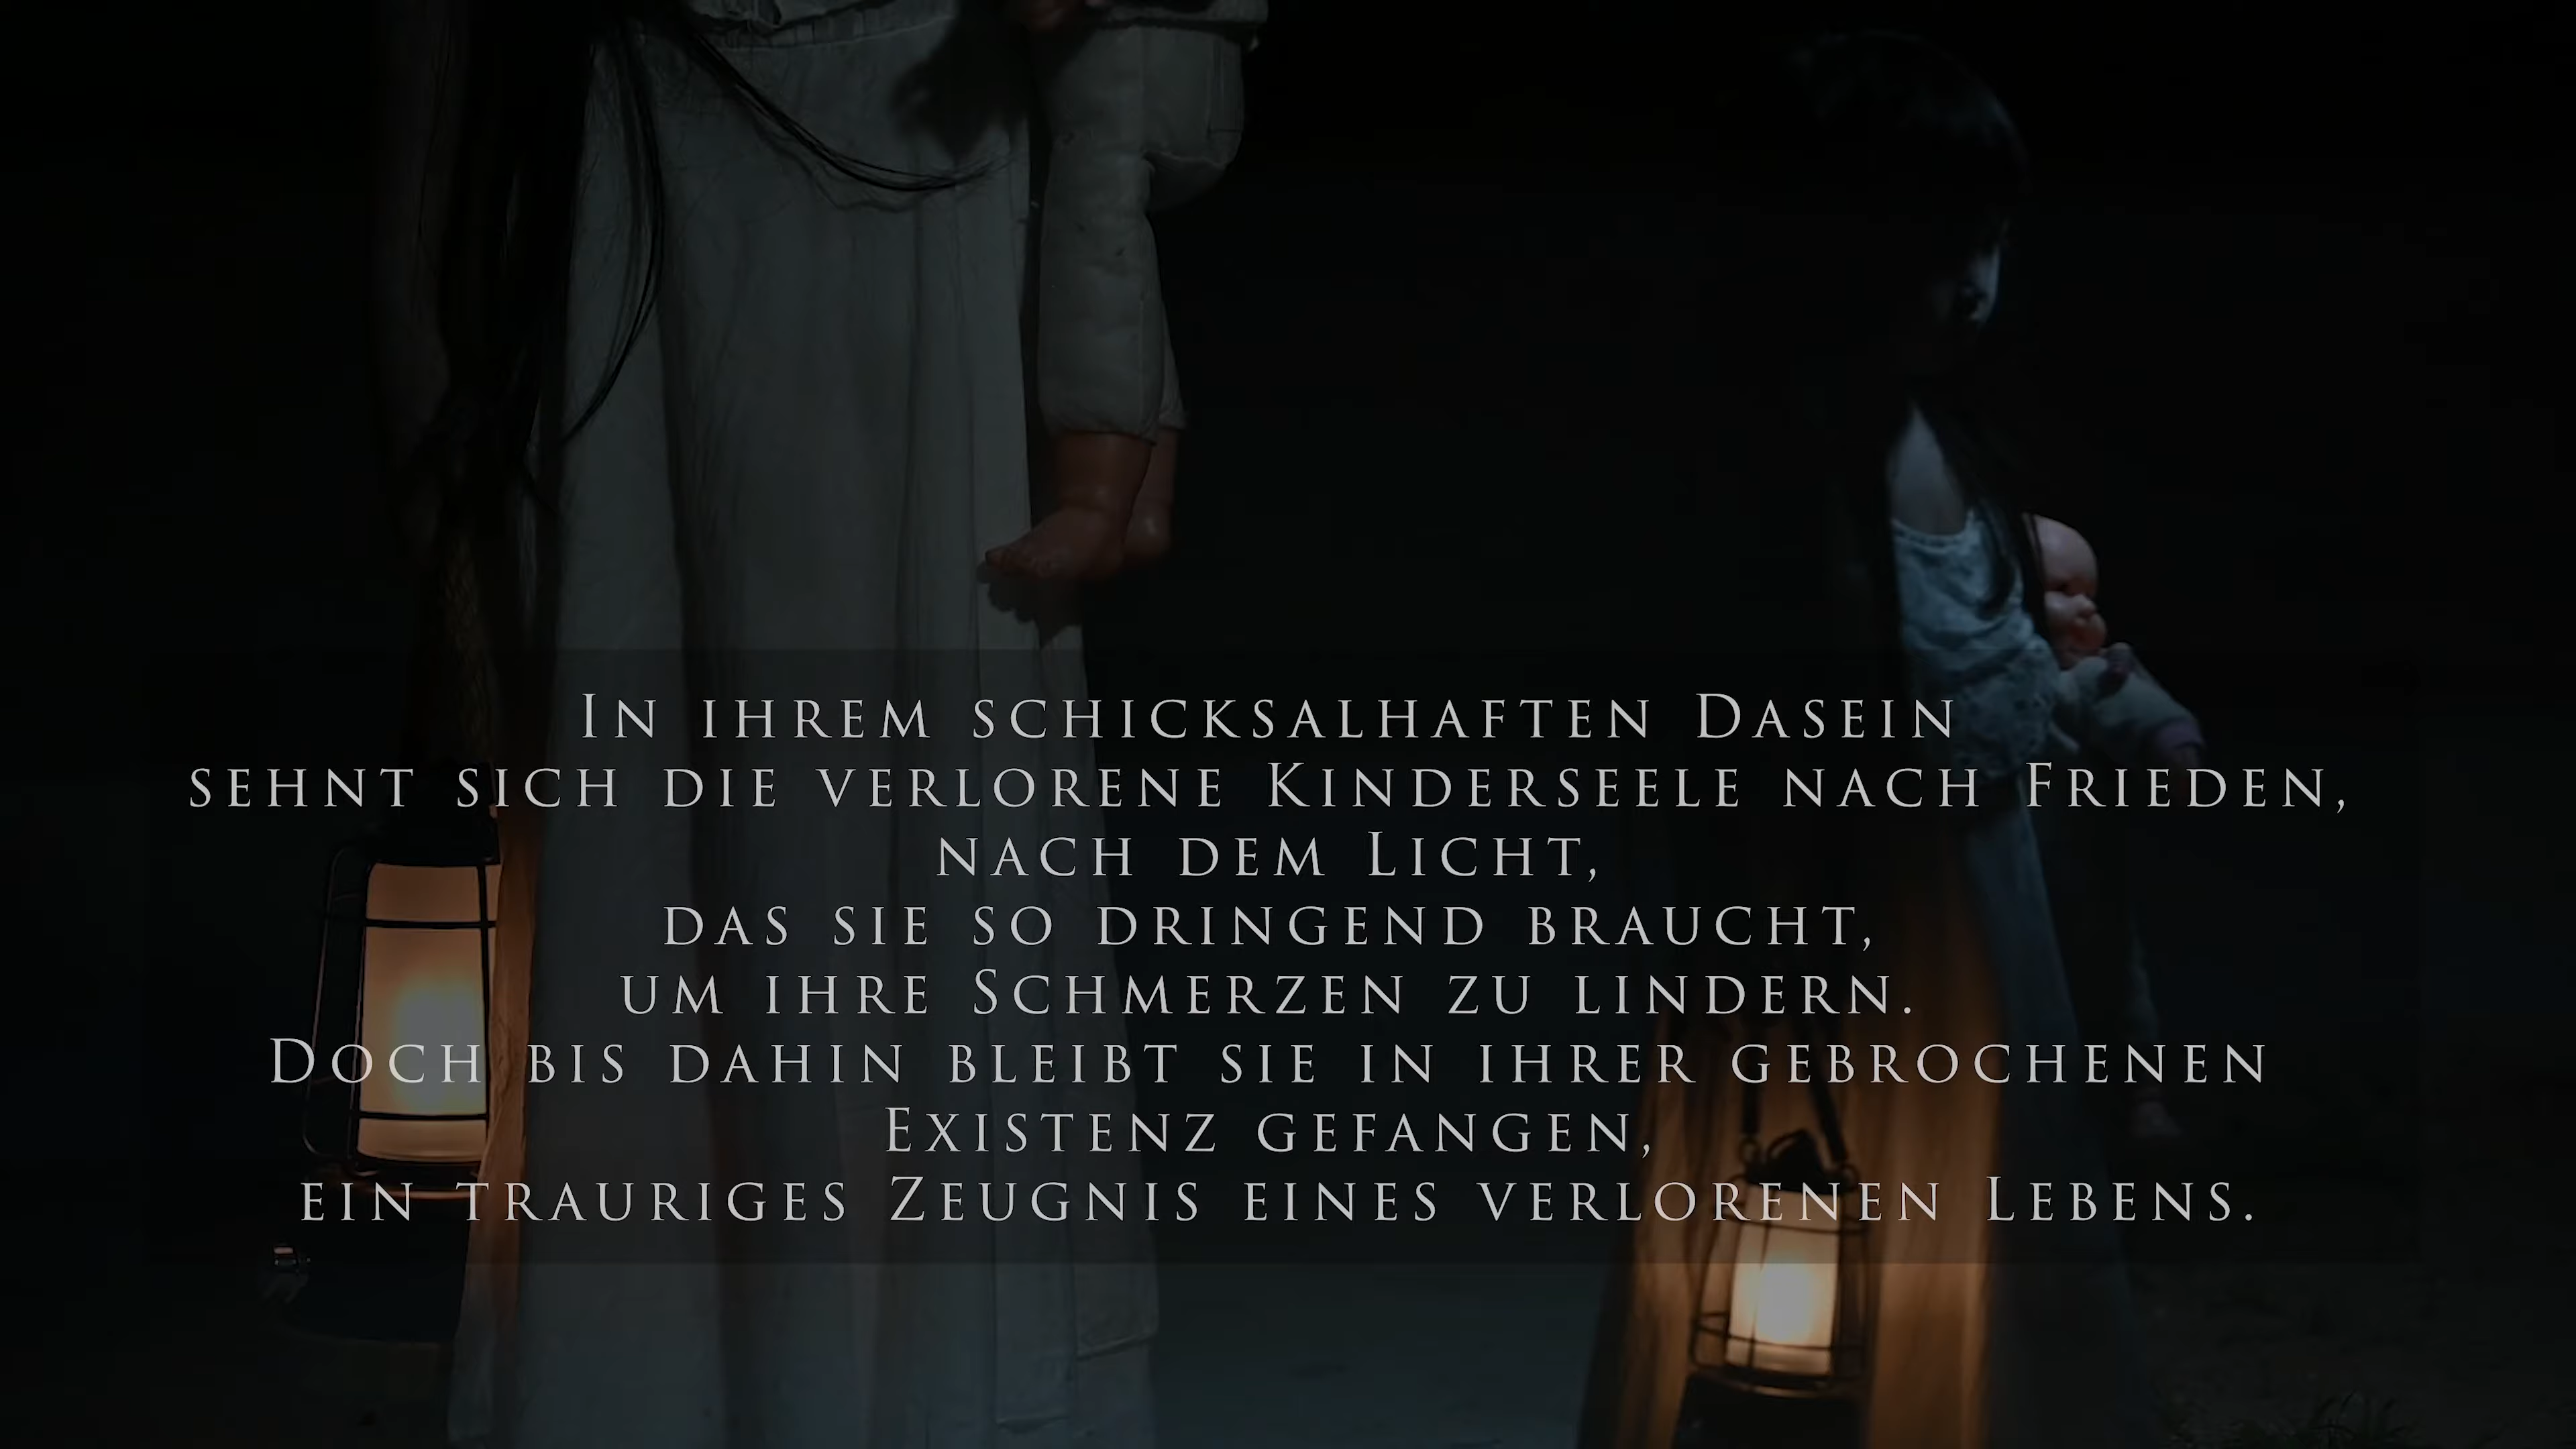 In ihrem schicksalhaften Dasein
sehnt sich die verlorene Kinderseele nach Frieden,
nach dem Licht,
das sie so dringend braucht,
um ihre Schmerzen zu lindern.
Doch bis dahin bleibt sie in ihrer gebrochenen
Existenz gefangen,
ein trauriges Zeugnis eines verlorenen Lebens.